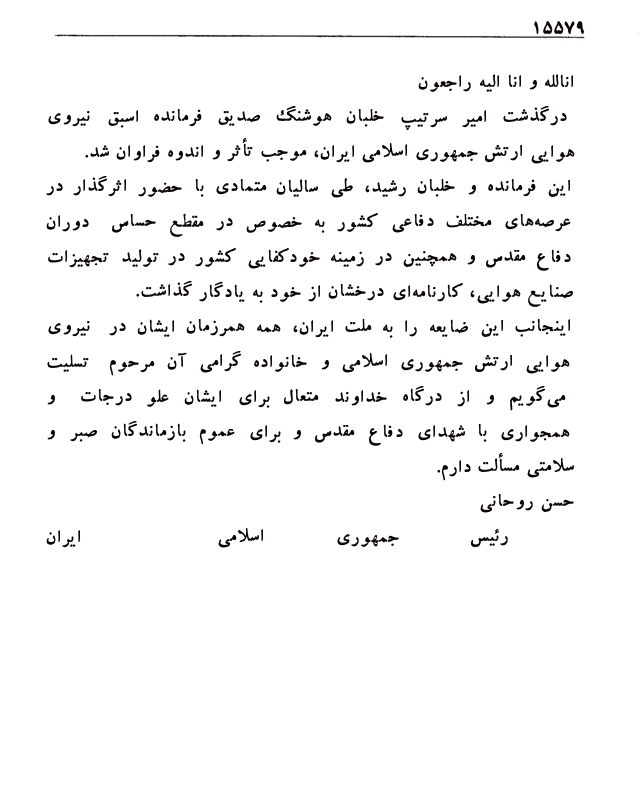 ۱۵۵۷۹
انالله و انا الیه راجعون
درگذشت امیر سرتیپ خلبان هوشنگ صدیق فرمانده اسبق نیروی
هوایی ارتش جمهوری اسلامی ایران، موجب تأثر و اندوه فراوان شد.
این فرمانده و خلبان رشید، طی سالیان متمادی با حضور اثرگذار در
عرصه‌های مختلف دفاعی کشور به خصوص در مقطع حساس دوران
دفاع مقدس و همچنین در زمینه خودکفایی کشور در تولید تجهیزات
صنایع هوایی، کارنامه‌ای درخشان از خود به یادگار گذاشت.
اینجانب این ضایعه را به ملت ایران، همه همرزمان ایشان در نیروی
هوایی ارتش جمهوری اسلامی و خانواده گرامی آن مرحوم تسلیت
می‌گویم و از درگاه خداوند متعال برای ایشان علو درجات و
همجواری با شهدای دفاع مقدس و برای عموم بازماندگان صبر و
سلامتی مسألت دارم.
حسن روحانی
رئیس جمهوری اسلامی ایران